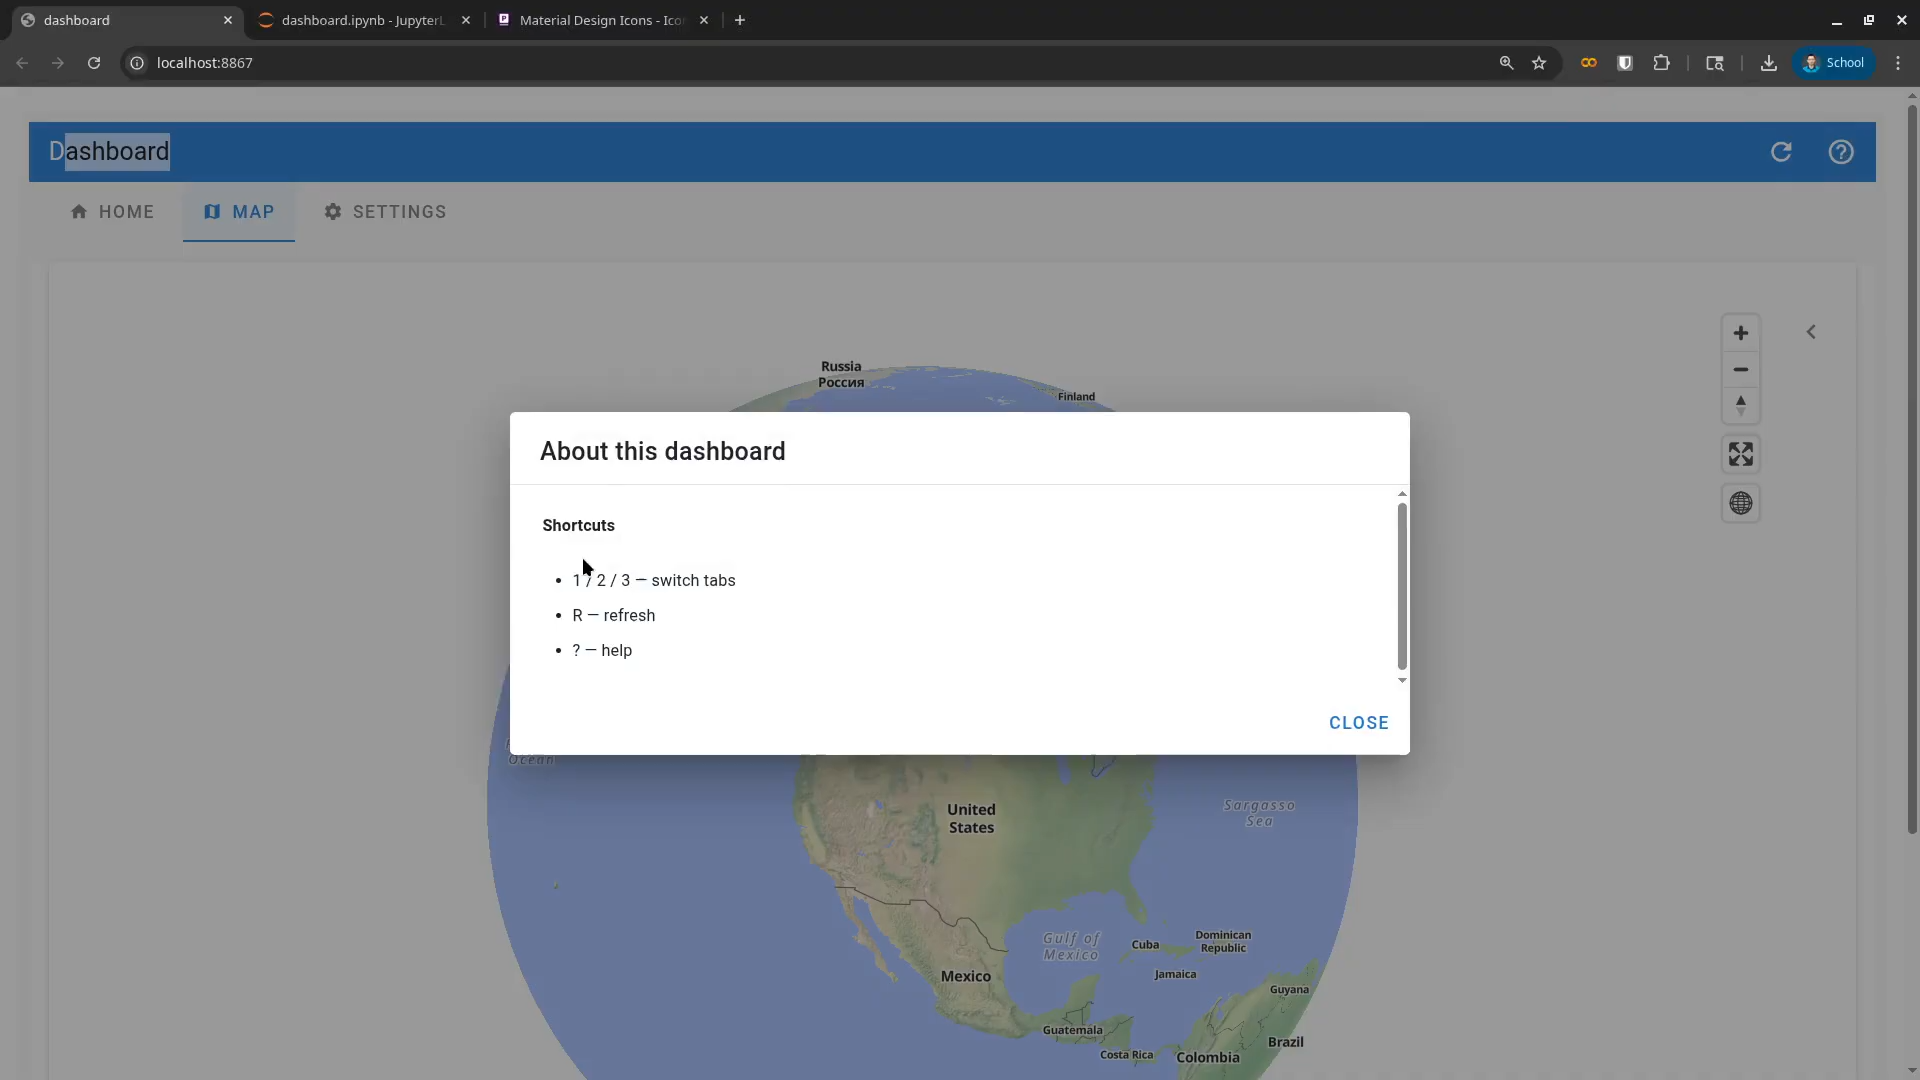 dashboard
dashboard.ipynb - JupyterL
Material Design Icons - Ico
localhost:8867
School
Dashboard
HOME
MAP
SETTINGS
Russia
Россия
Finland
About this dashboard
Shortcuts
• 1 / 2 / 3 — switch tabs
• R — refresh
• ? — help
CLOSE
Ocean
United
States
Sargasso
Sea
Gulf of
Mexico
Cuba
Dominican
Republic
Jamaica
Mexico
Guyana
Guatemala
Costa Rica
Colombia
Brazil